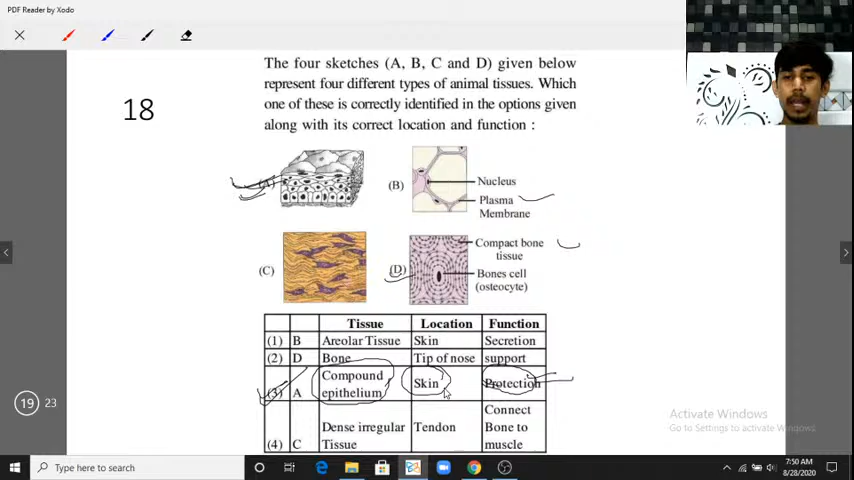 PDF Reader by Xodo
18
The four sketches (A, B, C and D) given below
represent four different types of animal tissues. Which
one of these is correctly identified in the options given
along with its correct location and function :
(A)
(B)
Nucleus
Plasma
Membrane
(C)
(D)
Compact bone
tissue
Bones cell
(osteocyte)
Tissue Location Function
(1) B Areolar Tissue Skin Secretion
(2) D Bone Tip of nose support
(3) A Compound epithelium Skin Protection
(4) C Dense irregular Tissue Tendon Connect Bone to muscle
19 23
Activate Windows
Go to Settings to activate Windows.
Type here to search
7:50 AM
8/28/2020